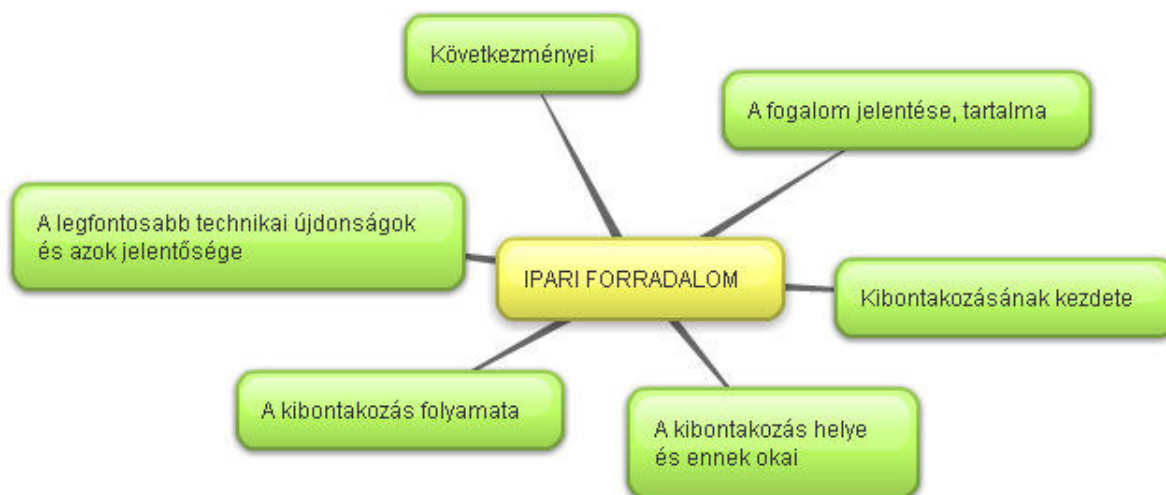 Következményei
A fogalom jelentése, tartalma
A legfontosabb technikai újdonságok
és azok jelentősége
IPARI FORRADALOM
Kibontakozásának kezdete
A kibontakozás folyamata
A kibontakozás helye
és ennek okai